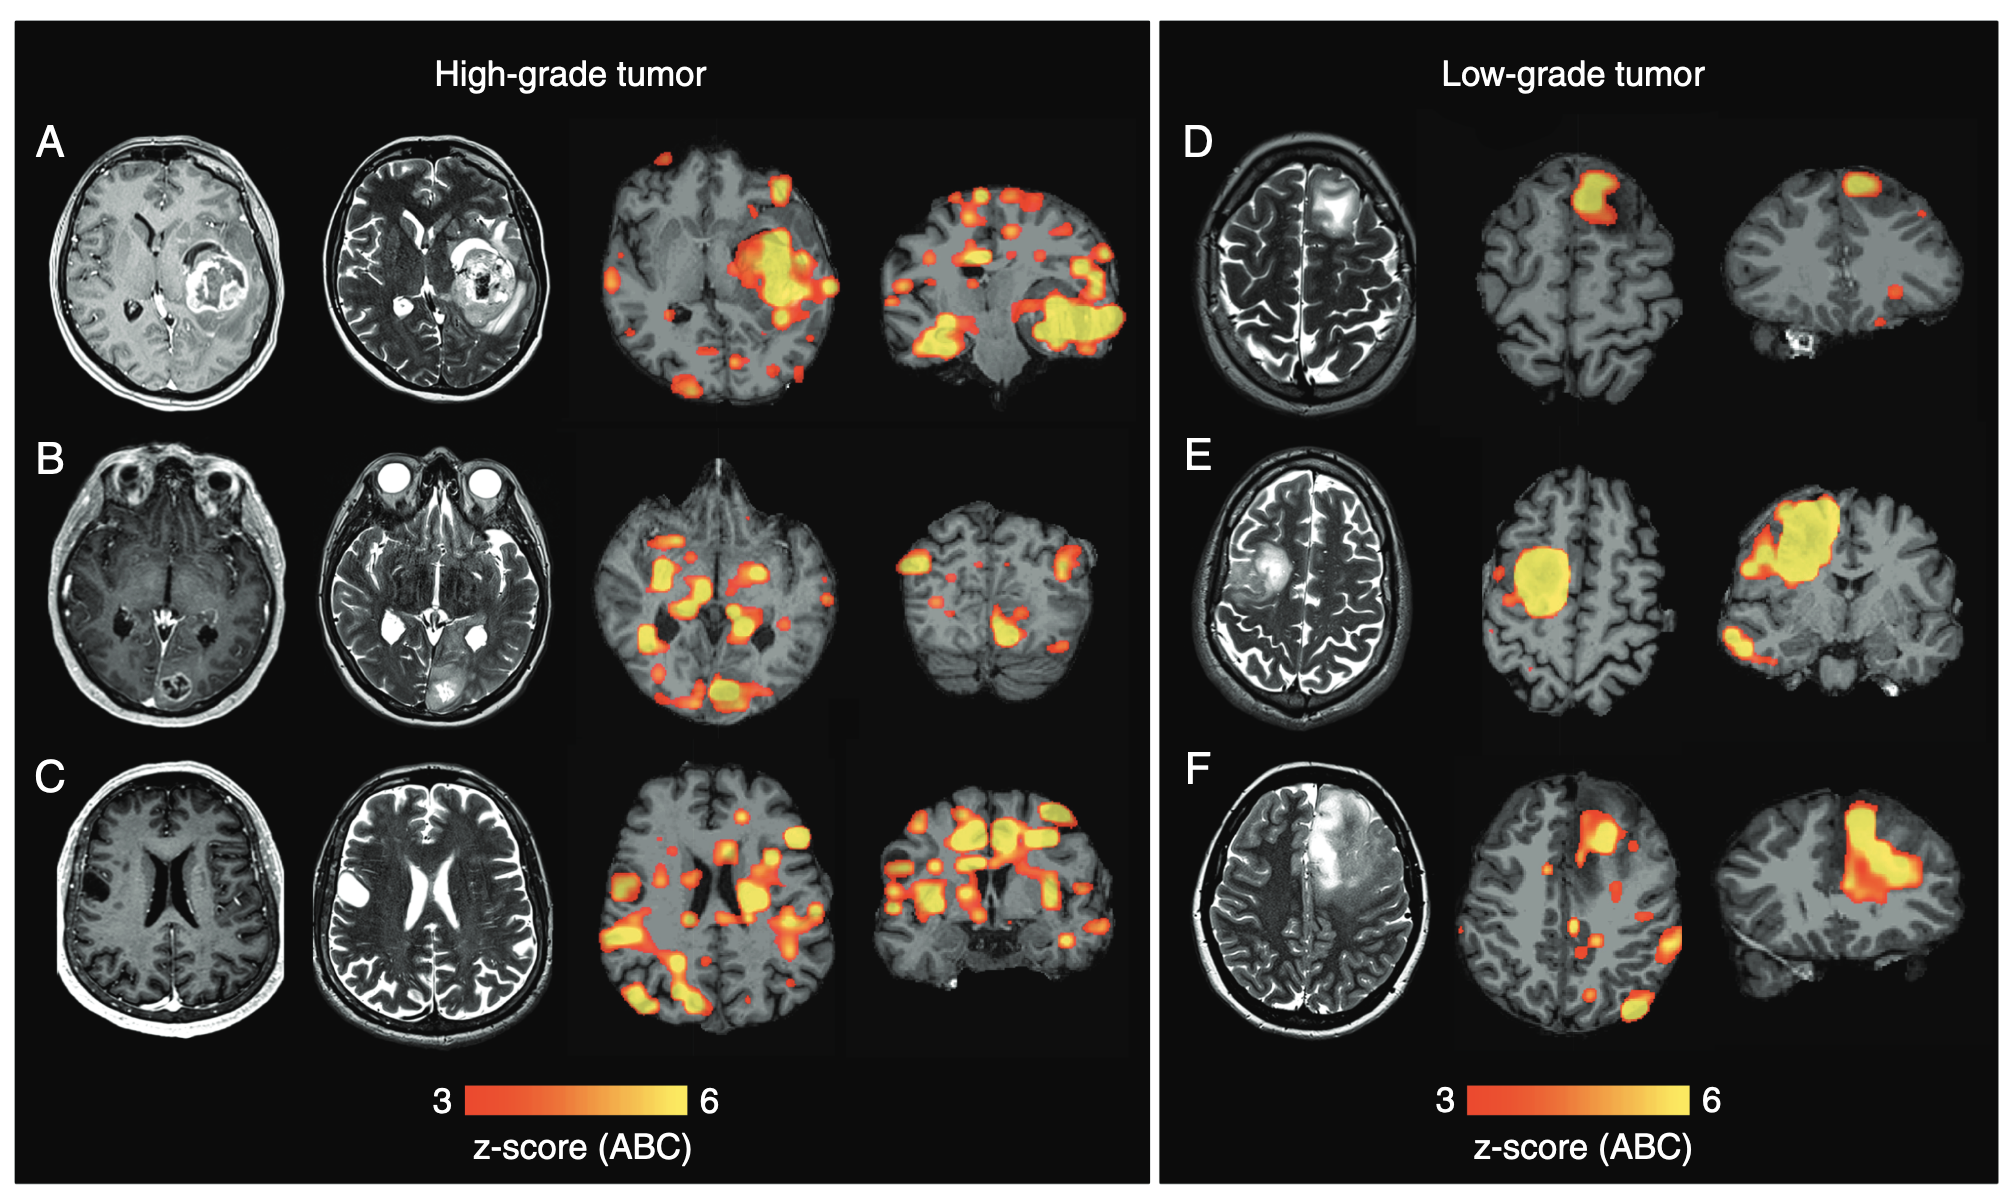 High-grade tumor
Low-grade tumor
A
B
C
D
E
F
3
6
z-score (ABC)
3
6
z-score (ABC)